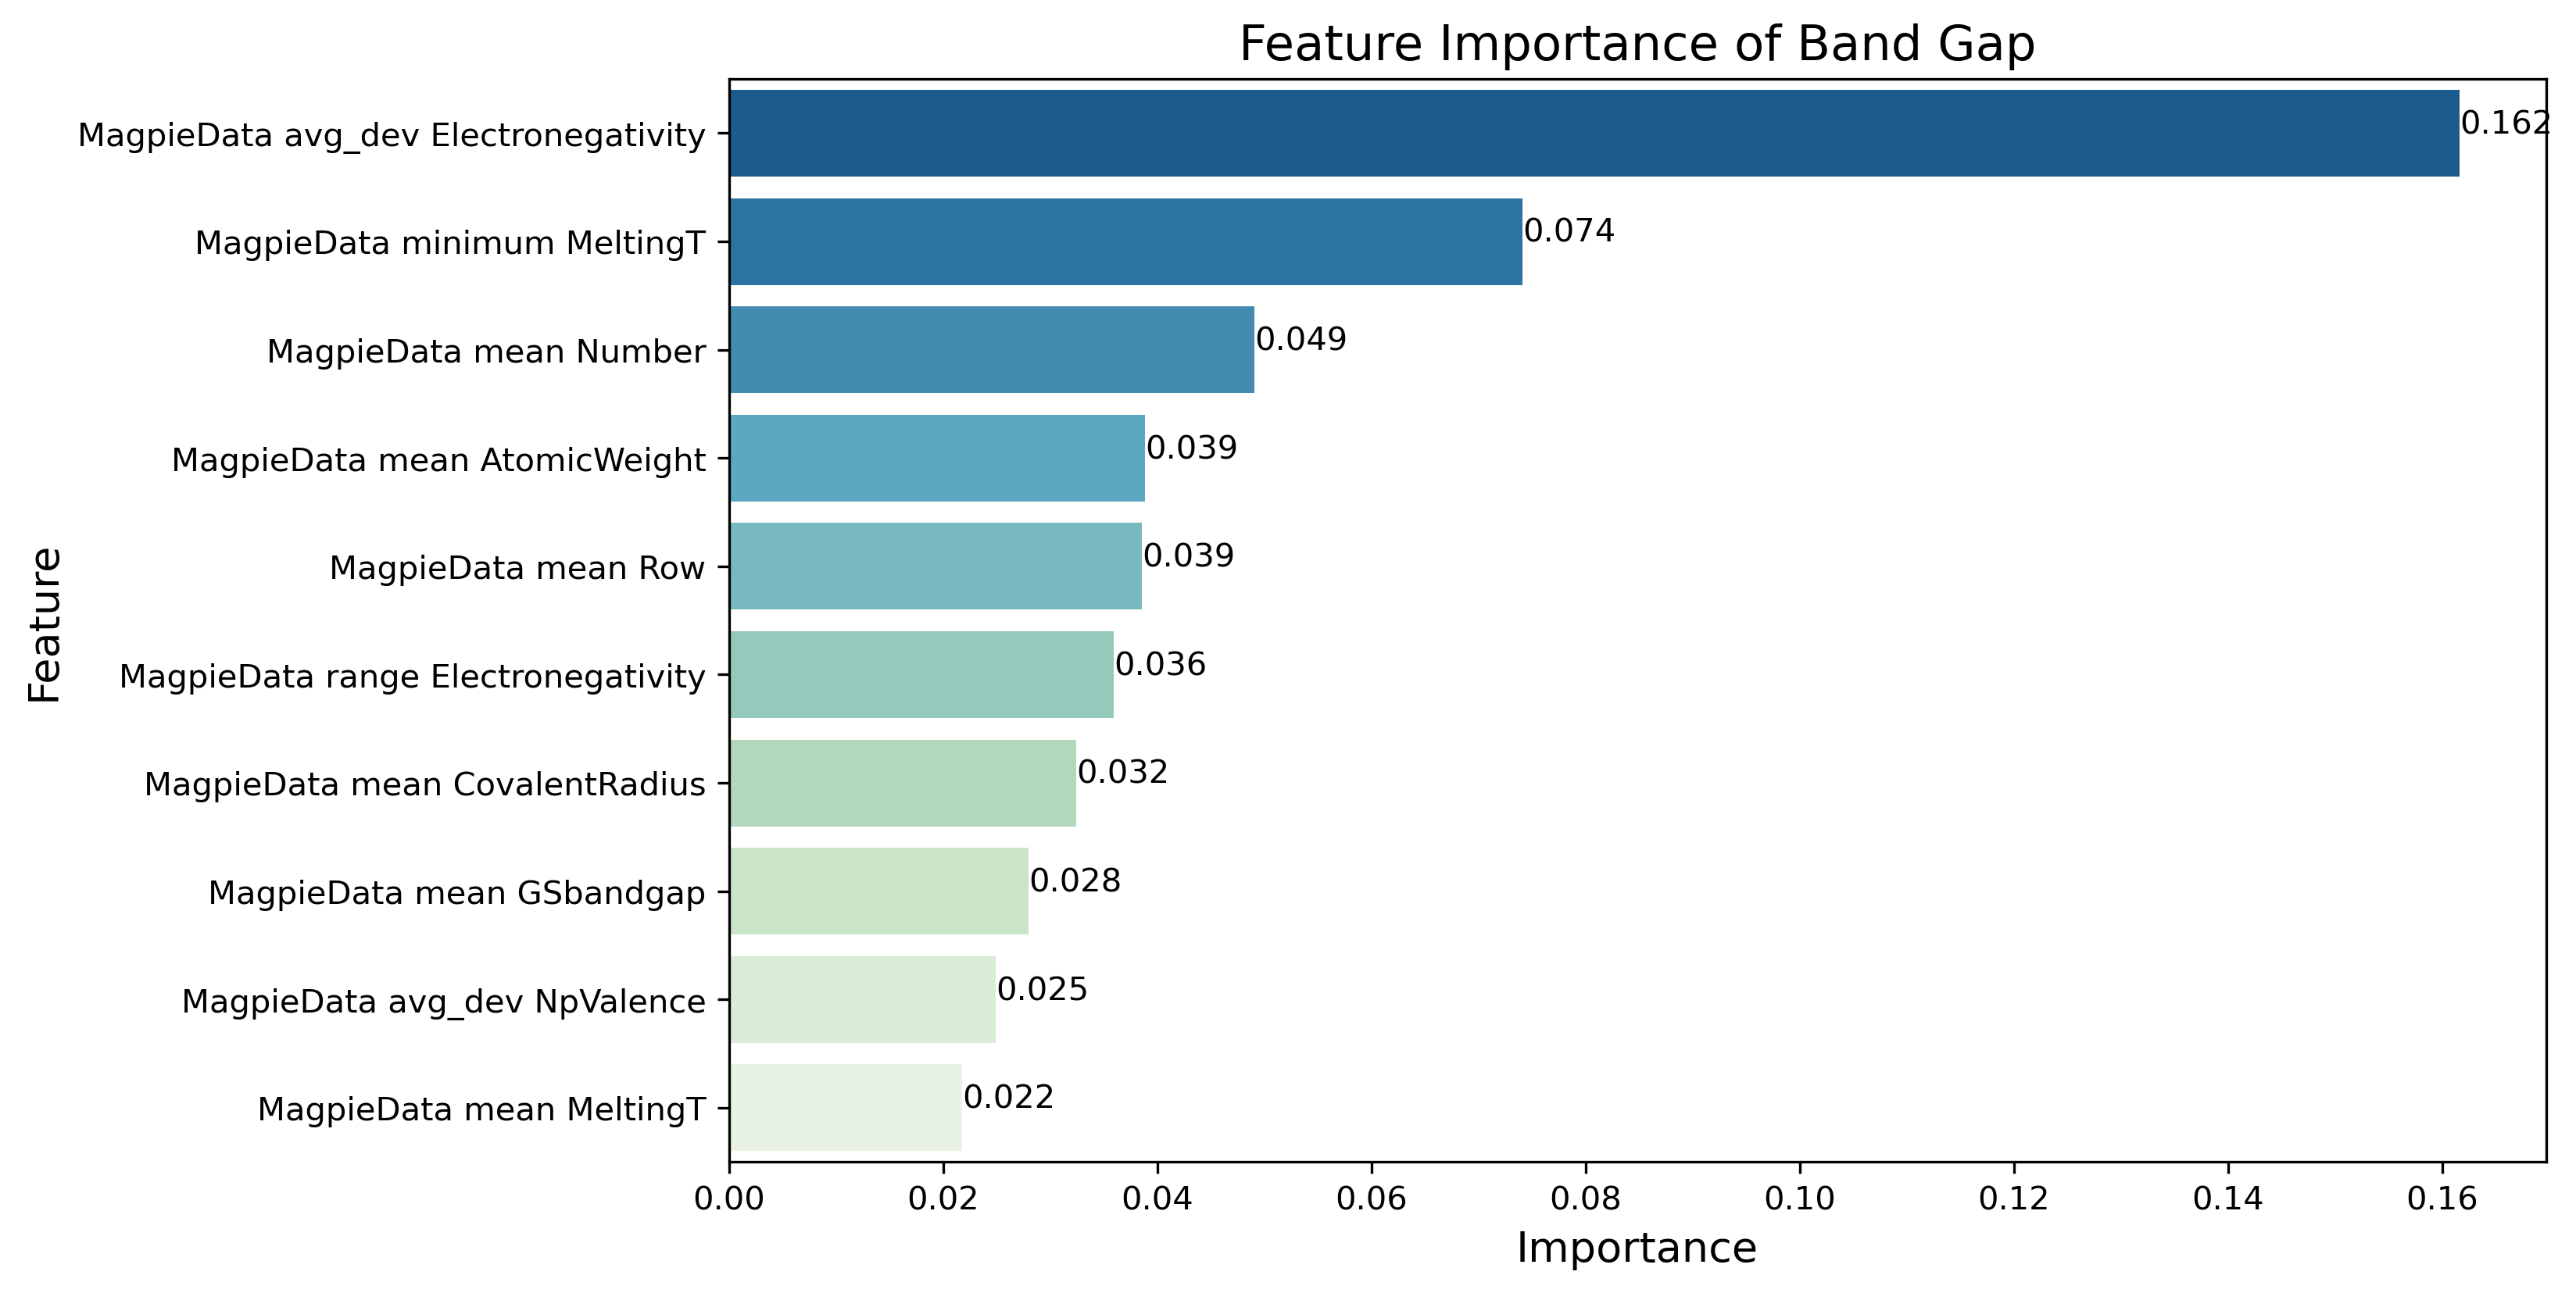 Feature Importance of Band Gap
Feature
MagpieData avg_dev Electronegativity
0.162
MagpieData minimum MeltingT
0.074
MagpieData mean Number
0.049
MagpieData mean AtomicWeight
0.039
MagpieData mean Row
0.039
MagpieData range Electronegativity
0.036
MagpieData mean CovalentRadius
0.032
MagpieData mean GSbandgap
0.028
MagpieData avg_dev NpValence
0.025
MagpieData mean MeltingT
0.022
0.00 0.02 0.04 0.06 0.08 0.10 0.12 0.14 0.16
Importance